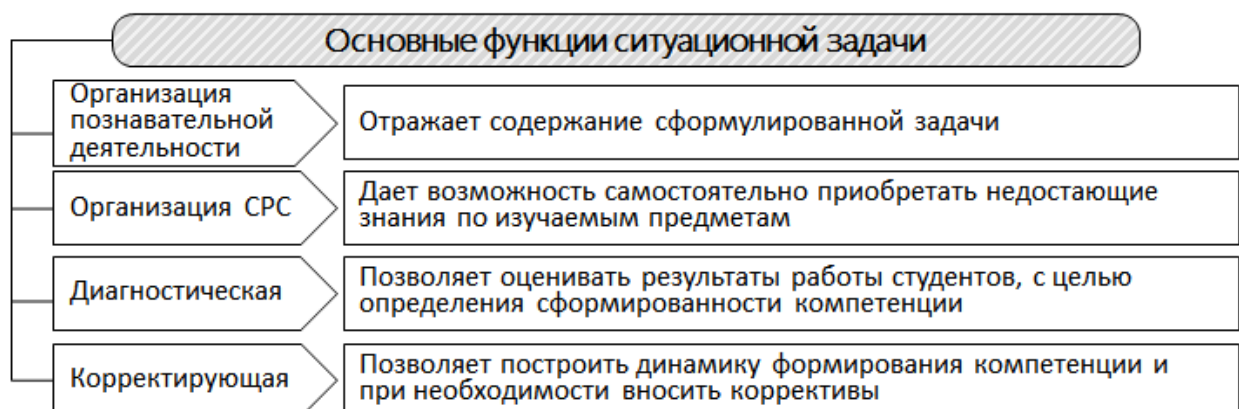 Основные функции ситуационной задачи
Организация
познавательной
деятельности
Отражает содержание сформулированной задачи
Организация СРС
Дает возможность самостоятельно приобретать недостающие
знания по изучаемым предметам
Диагностическая
Позволяет оценивать результаты работы студентов, с целью
определения сформированности компетенции
Корректирующая
Позволяет построить динамику формирования компетенции и
при необходимости вносить коррективы